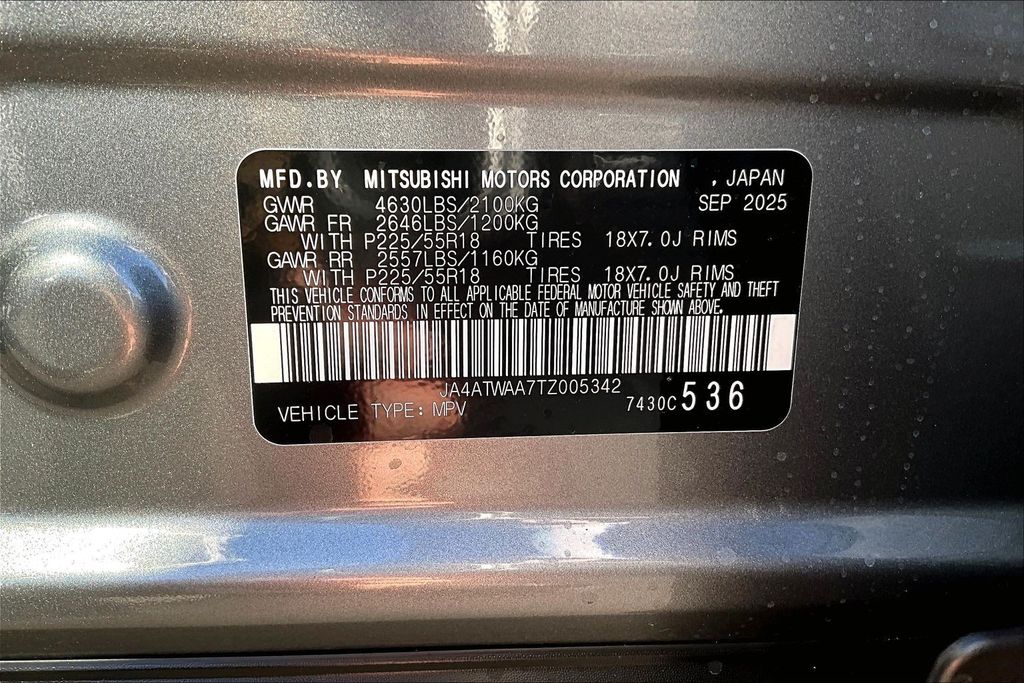 MFD.BY MITSUBISHI MOTORS CORPORATION , JAPAN
GVWR 4630LBS/2100KG SEP 2025
GAWR FR 2646LBS/1200KG
WITH P225/55R18 TIRES 18X7.0J RIMS
GAWR RR 2557LBS/1160KG
WITH P225/55R18 TIRES 18X7.0J RIMS
THIS VEHICLE CONFORMS TO ALL APPLICABLE FEDERAL MOTOR VEHICLE SAFETY AND THEFT
PREVENTION STANDARDS IN EFFECT ON THE DATE OF MANUFACTURE SHOWN ABOVE.
JA4ATWAA7TZ005342
VEHICLE TYPE: MPV 7430C 536